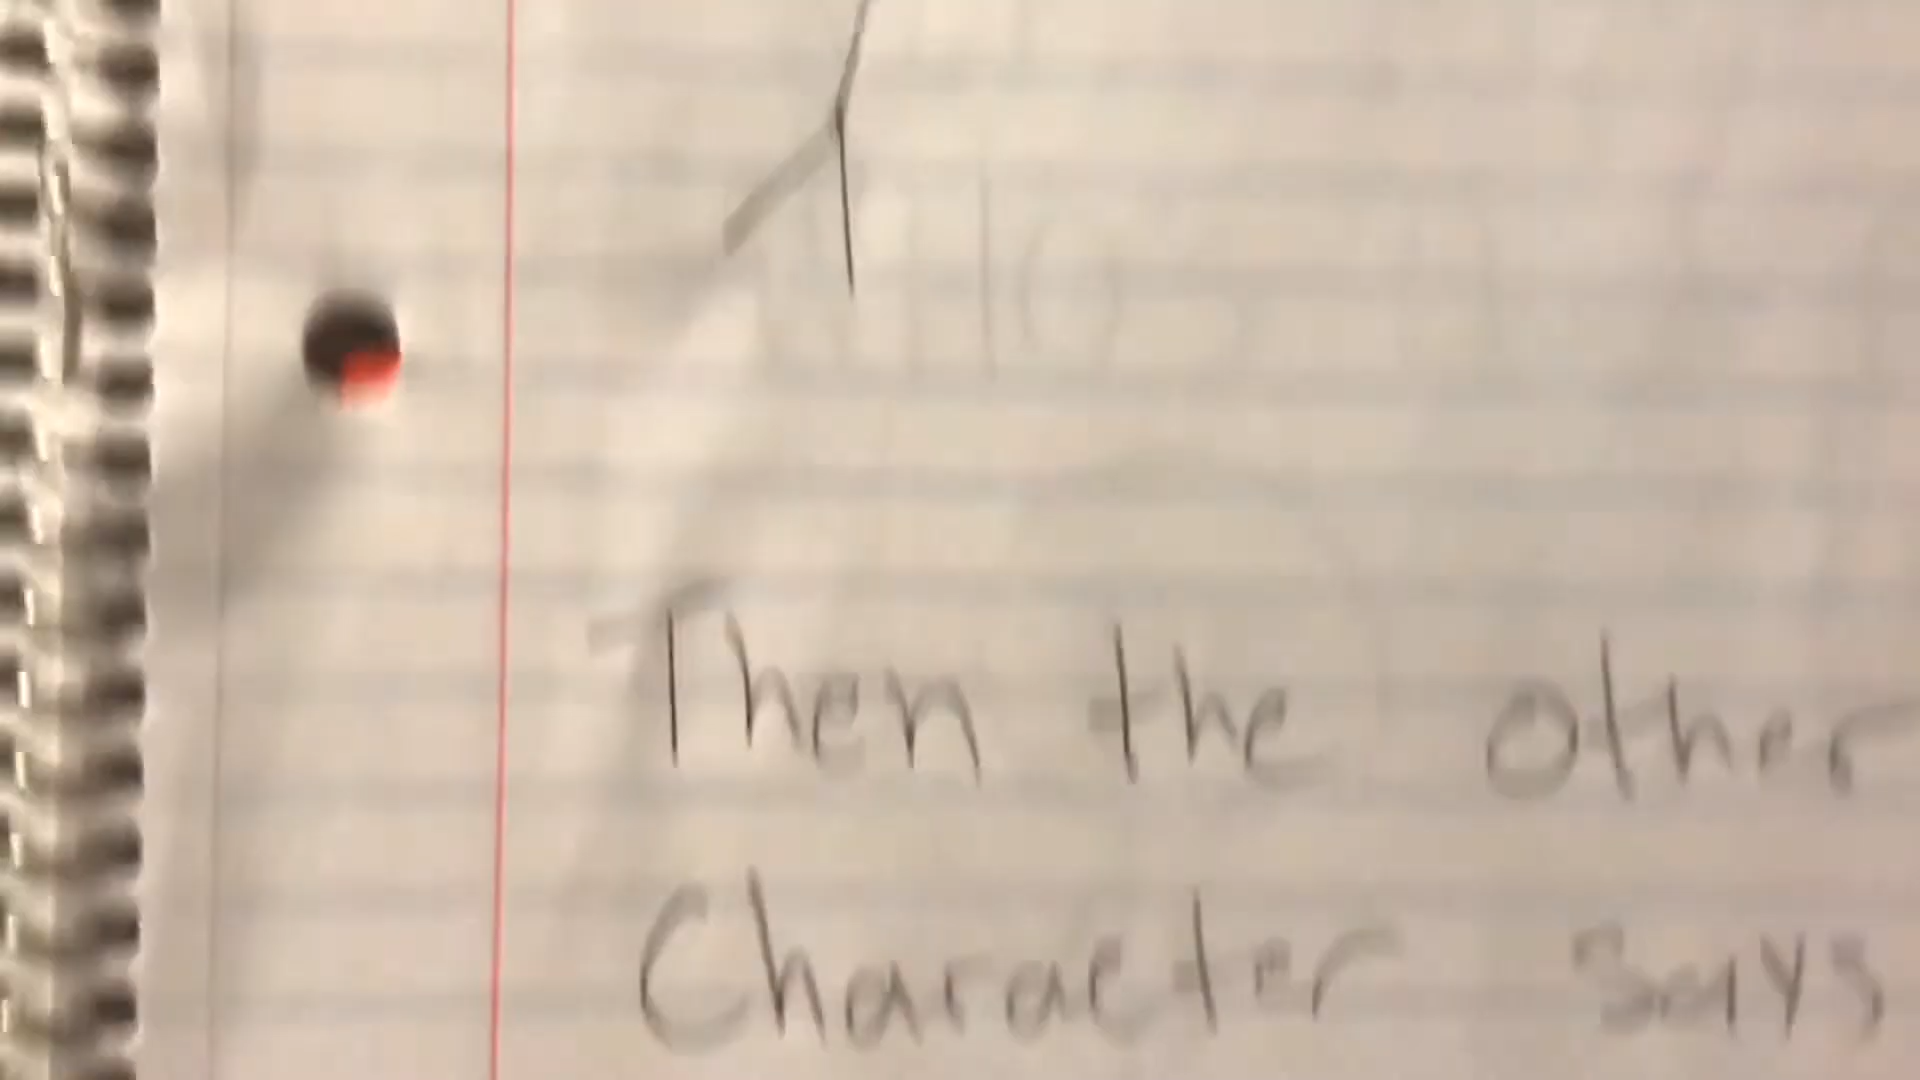 Then the other
Character says